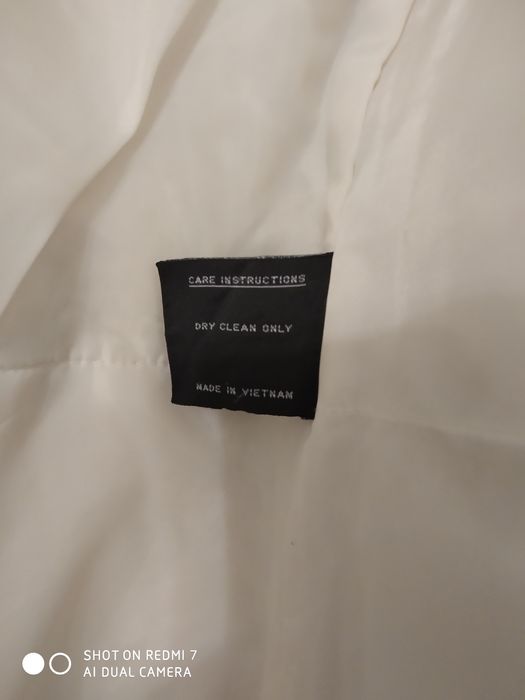 CARE INSTRUCTIONS
DRY CLEAN ONLY
MADE IN VIETNAM
SHOT ON REDMI 7
AI DUAL CAMERA